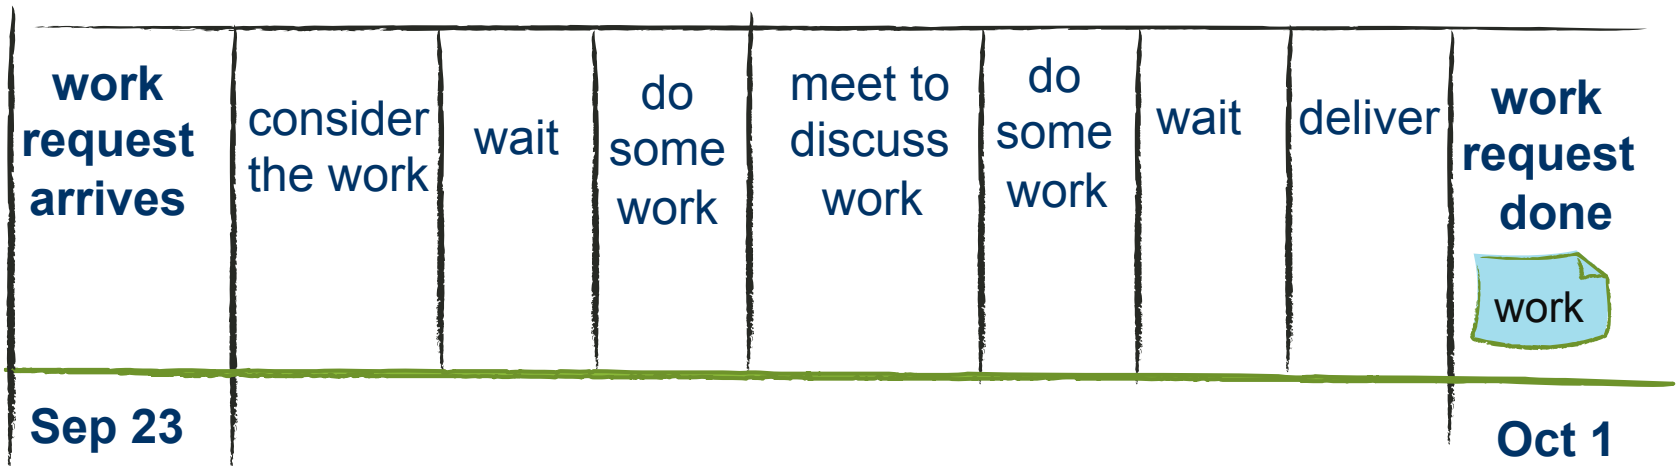 work
request
arrives
consider
the work
wait
do
some
work
meet to
discuss
work
do
some
work
wait
deliver
work
request
done
work
Sep 23
Oct 1